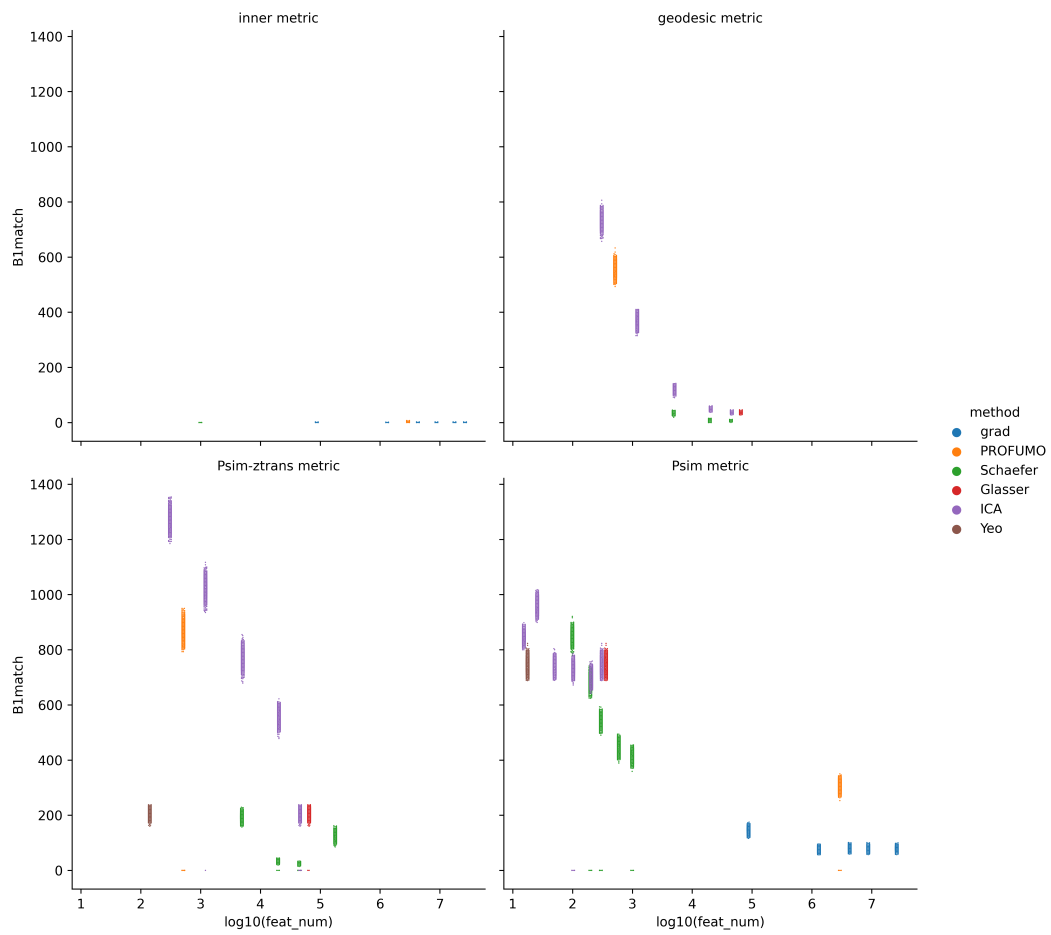 inner metric
geodesic metric
1400
1200
1000
800
600
400
200
0
B1match
Psim-ztrans metric
Psim metric
1400
1200
1000
800
600
400
200
0
B1match
1 2 3 4 5 6 7
1 2 3 4 5 6 7
log10(feat_num)
log10(feat_num)
method
grad
PROFUMO
Schaefer
Glasser
ICA
Yeo